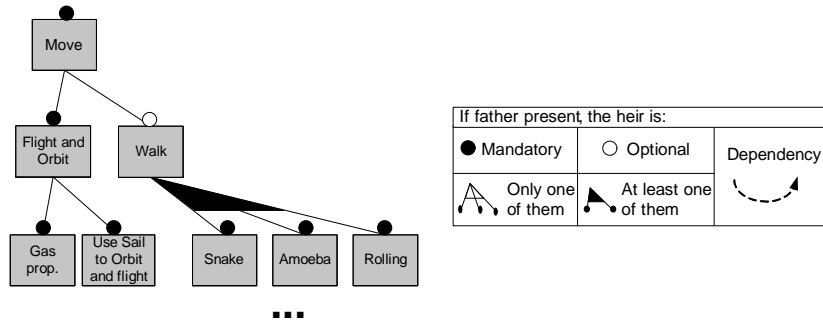 Move
Flight and
Orbit
Walk
Gas
prop.
Use Sail
to Orbit
and flight
Snake
Amoeba
Rolling
...
If father present, the heir is:
Mandatory
Optional
Dependency
Only one
of them
At least one
of them